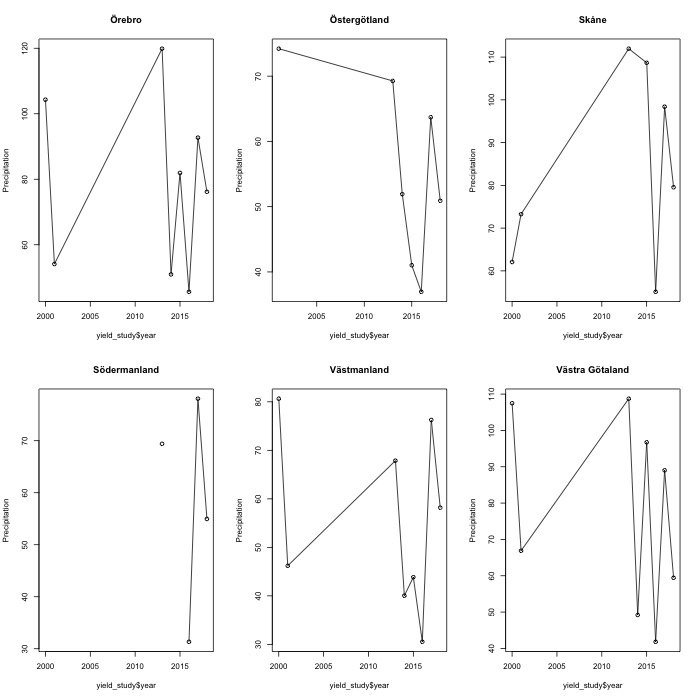 Örebro
Precipitation
120
100
80
60
2000 2005 2010 2015
yield_study$year
Östergötland
Precipitation
70
60
50
40
2005 2010 2015
yield_study$year
Skåne
Precipitation
110
100
90
80
70
60
2000 2005 2010 2015
yield_study$year
Södermanland
Precipitation
70
60
50
40
30
2000 2005 2010 2015
yield_study$year
Västmanland
Precipitation
80
70
60
50
40
30
2000 2005 2010 2015
yield_study$year
Västra Götaland
Precipitation
110
100
90
80
70
60
50
40
2000 2005 2010 2015
yield_study$year